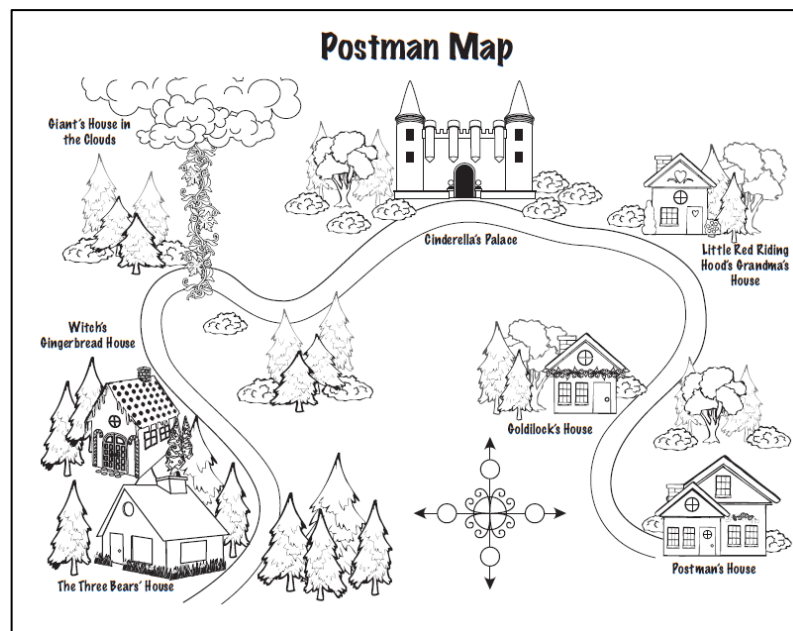 Postman Map
Giant's House in
the Clouds
Cinderella's Palace
Little Red Riding
Hood's Grandma's
House
Witch's
Gingerbread House
Goldilock's House
The Three Bears' House
Postman's House